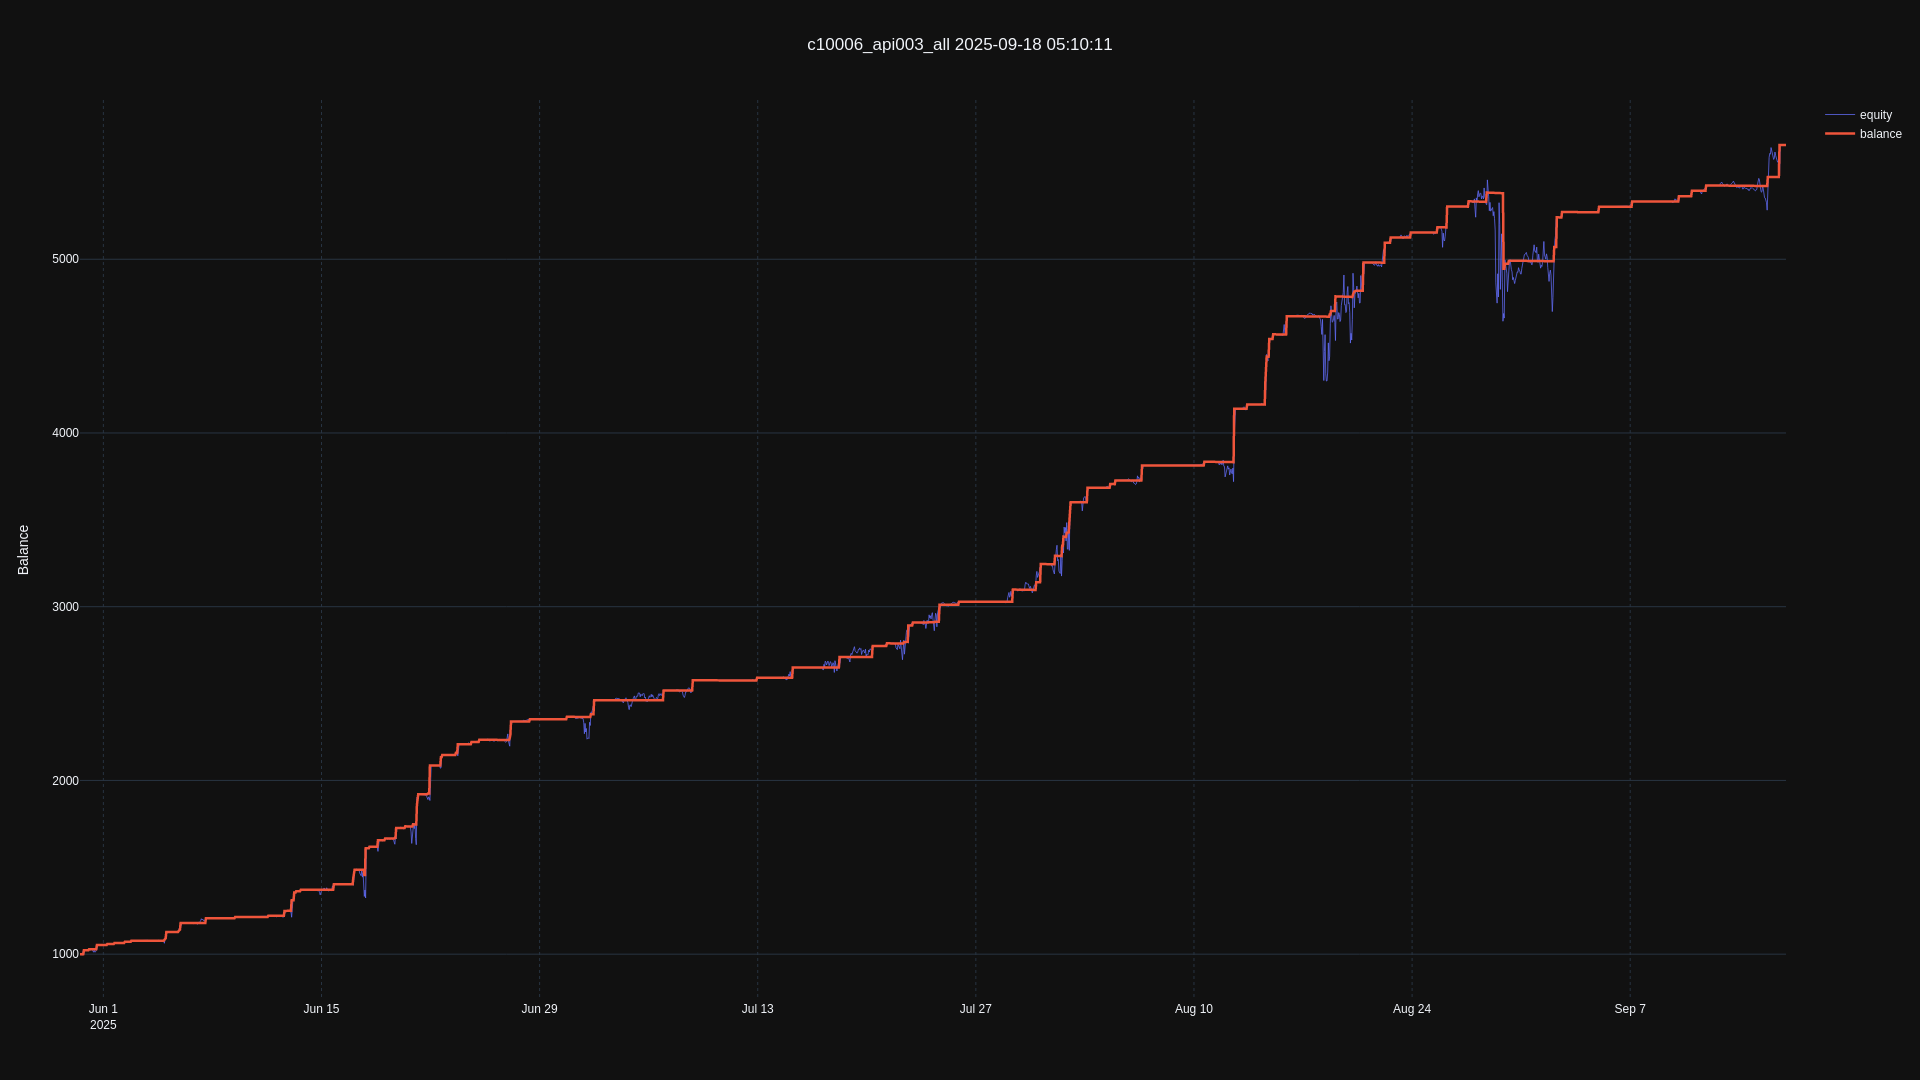 c10006_api003_all 2025-09-18 05:10:11
equity
balance
Balance
5000
4000
3000
2000
1000
Jun 1
2025
Jun 15
Jun 29
Jul 13
Jul 27
Aug 10
Aug 24
Sep 7